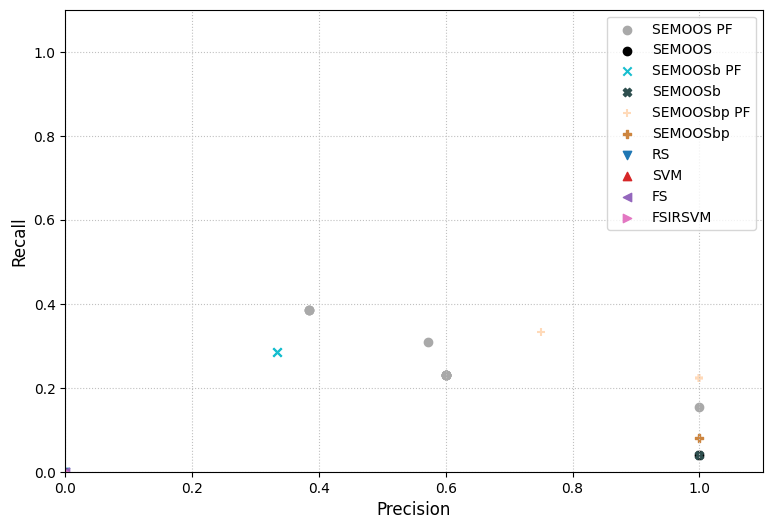 SEMOOS PF
SEMOOS
SEMOOSb PF
SEMOOSb
SEMOOSbp PF
SEMOOSbp
RS
SVM
FS
FSIRSVM
Recall
1.0
0.8
0.6
0.4
0.2
0.0
0.0 0.2 0.4 0.6 0.8 1.0
Precision